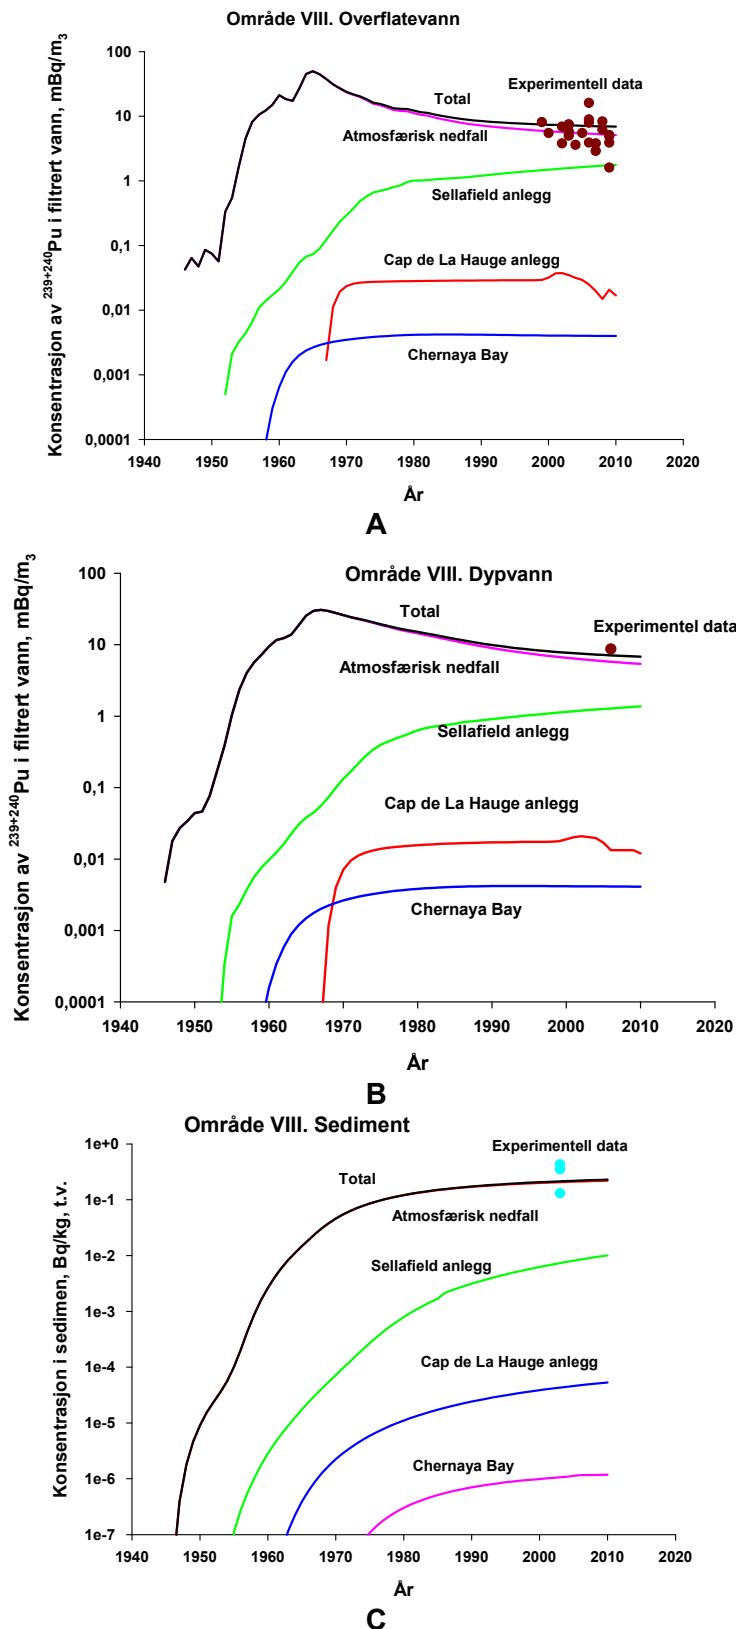 Område VIII. Overflatevann
Konsentrasjon av 239+240Pu i filtrert vann, mBq/m3
100
10
1
0,1
0,01
0,001
0,0001
Experimentell data
Total
Atmosfærisk nedfall
Sellafield anlegg
Cap de La Hauge anlegg
Chernaya Bay
1940 1950 1960 1970 1980 1990 2000 2010 2020
År
A
Område VIII. Dypvann
Konsentrasjon av 239+240Pu i filtrert vann, mBq/m3
100
10
1
0,1
0,01
0,001
0,0001
Total
Experimentel data
Atmosfærisk nedfall
Sellafield anlegg
Cap de La Hauge anlegg
Chernaya Bay
1940 1950 1960 1970 1980 1990 2000 2010 2020
År
B
Område VIII. Sediment
Konsentrasjon i sedimen, Bq/kg, t.v.
1e+0
1e-1
1e-2
1e-3
1e-4
1e-5
1e-6
1e-7
Experimentell data
Total
Atmosfærisk nedfall
Sellafield anlegg
Cap de La Hauge anlegg
Chernaya Bay
1940 1950 1960 1970 1980 1990 2000 2010 2020
År
C